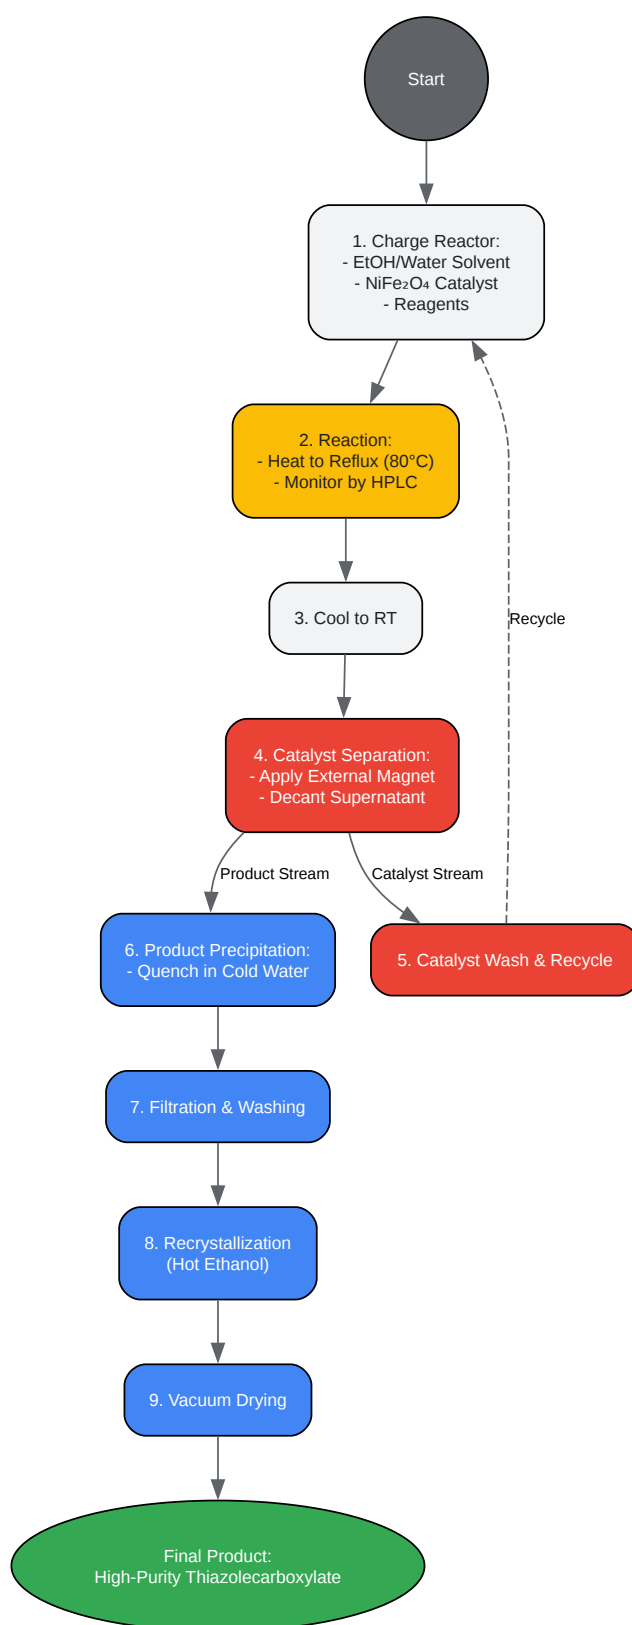 Start
1. Charge Reactor:
- EtOH/Water Solvent
- NiFe₂O₄ Catalyst
- Reagents
2. Reaction:
- Heat to Reflux (80°C)
- Monitor by HPLC
3. Cool to RT
Recycle
4. Catalyst Separation:
- Apply External Magnet
- Decant Supernatant
Product Stream
Catalyst Stream
6. Product Precipitation:
- Quench in Cold Water
5. Catalyst Wash & Recycle
7. Filtration & Washing
8. Recrystallization
(Hot Ethanol)
9. Vacuum Drying
Final Product:
High-Purity Thiazolecarboxylate